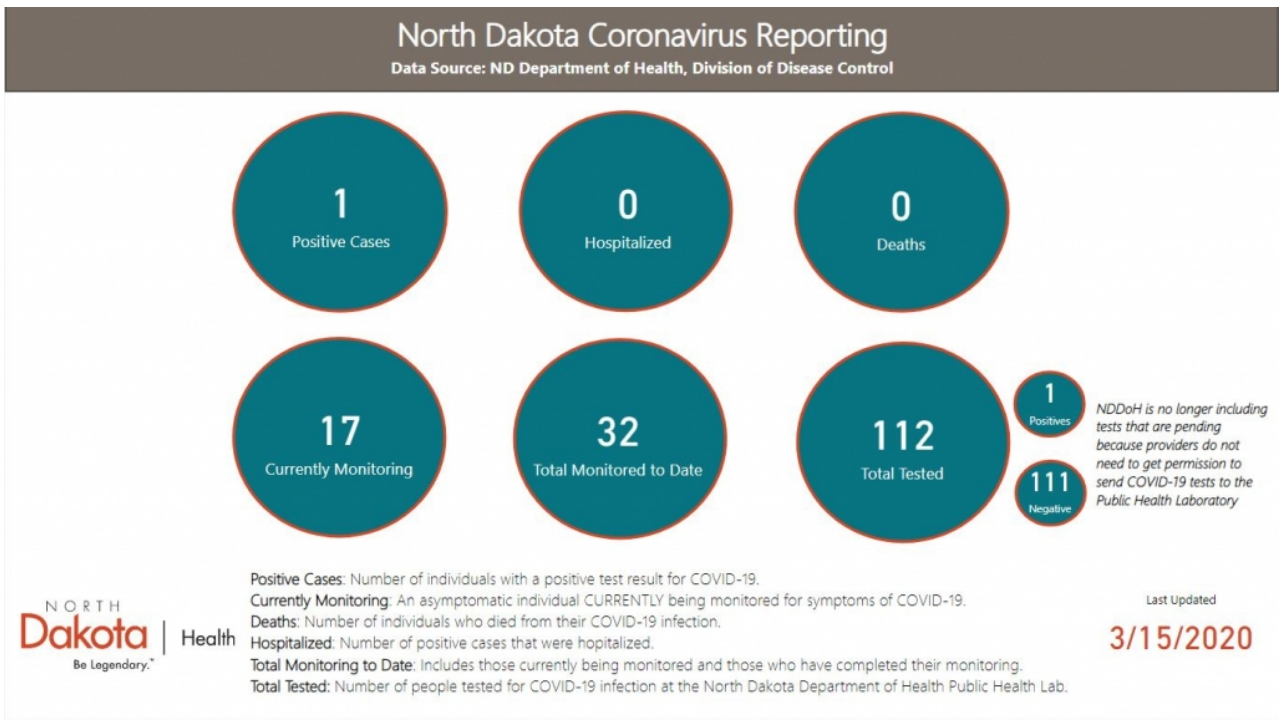 North Dakota Coronavirus Reporting
Data Source: ND Department of Health, Division of Disease Control
1
Positive Cases
0
Hospitalized
0
Deaths
17
Currently Monitoring
32
Total Monitored to Date
112
Total Tested
1
Positives
111
Negative
NDDoH is no longer including
tests that are pending
because providers do not
need to get permission to
send COVID-19 tests to the
Public Health Laboratory
Positive Cases: Number of individuals with a positive test result for COVID-19.
Currently Monitoring: An asymptomatic individual CURRENTLY being monitored for symptoms of COVID-19.
Deaths: Number of individuals who died from their COVID-19 infection.
Hospitalized: Number of positive cases that were hopitalized.
Total Monitoring to Date: Includes those currently being monitored and those who have completed their monitoring.
Total Tested: Number of people tested for COVID-19 infection at the North Dakota Department of Health Public Health Lab.
NORTH
Dakota | Health
Be Legendary.™
Last Updated
3/15/2020